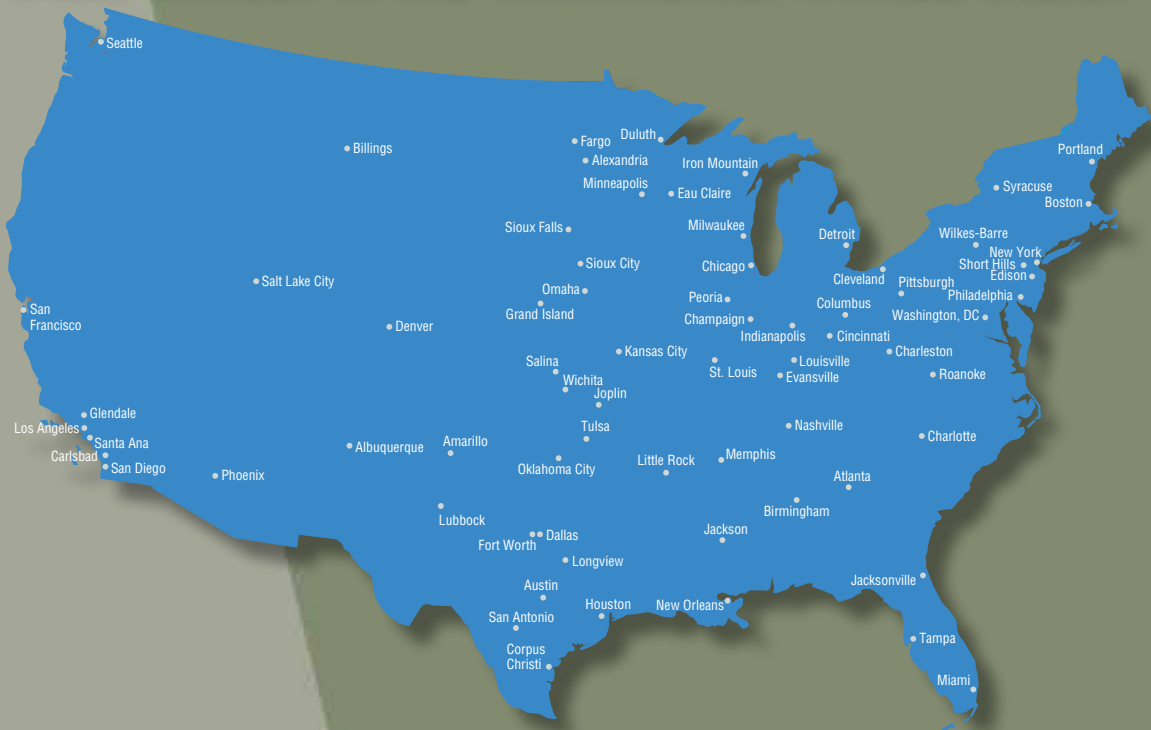 Seattle
Billings
Fargo
Duluth
Alexandria
Iron Mountain
Portland
Minneapolis
Eau Claire
Syracuse
Boston
Sioux Falls
Milwaukee
Detroit
Wilkes-Barre
New York
Sioux City
Chicago
Short Hills
Edison
Cleveland
Pittsburgh
Salt Lake City
Omaha
Peoria
Philadelphia
San
Francisco
Grand Island
Columbus
Champaign
Washington, DC
Denver
Indianapolis
Cincinnati
Kansas City
Charleston
Salina
St. Louis
Louisville
Evansville
Roanoke
Wichita
Joplin
Glendale
Los Angeles
Santa Ana
Tulsa
Nashville
Charlotte
Albuquerque
Amarillo
Carlsbad
San Diego
Phoenix
Oklahoma City
Little Rock
Memphis
Atlanta
Lubbock
Birmingham
Jackson
Dallas
Fort Worth
Longview
Austin
Jacksonville
Houston
New Orleans
San Antonio
Tampa
Corpus
Christi
Miami